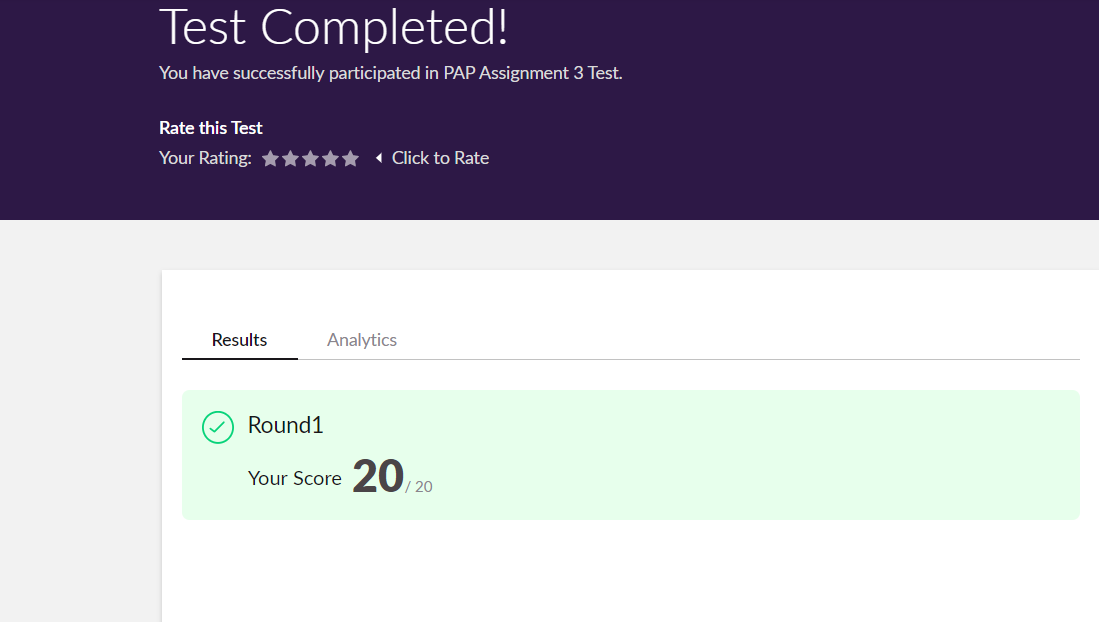 Test Completed!
You have successfully participated in PAP Assignment 3 Test.
Rate this Test
Your Rating: Click to Rate
Results Analytics
Round1
Your Score 20 / 20